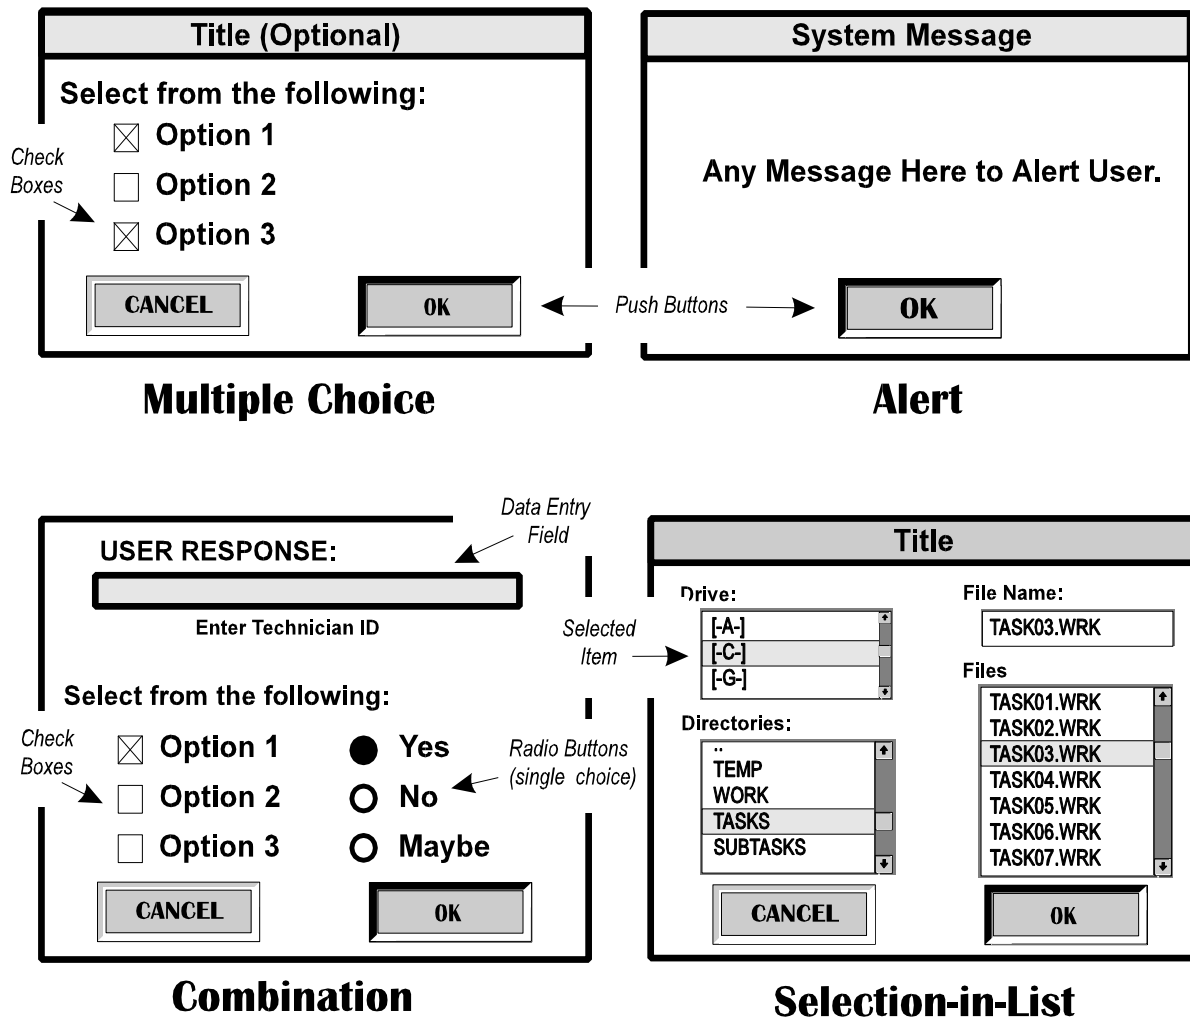 Title (Optional)
Select from the following:
Option 1
Option 2
Option 3
Check
Boxes
CANCEL
OK
Multiple Choice
Push Buttons
System Message
Any Message Here to Alert User.
OK
Alert
USER RESPONSE:
Data Entry
Field
Enter Technician ID
Select from the following:
Check
Boxes
Option 1
Option 2
Option 3
Yes
No
Maybe
Radio Buttons
(single choice)
CANCEL
OK
Combination
Title
Drive:
[-A-]
[-C-]
[-G-]
Selected
Item
Directories:
..
TEMP
WORK
TASKS
SUBTASKS
File Name:
TASK03.WRK
Files
TASK01.WRK
TASK02.WRK
TASK03.WRK
TASK04.WRK
TASK05.WRK
TASK06.WRK
TASK07.WRK
CANCEL
OK
Selection-in-List